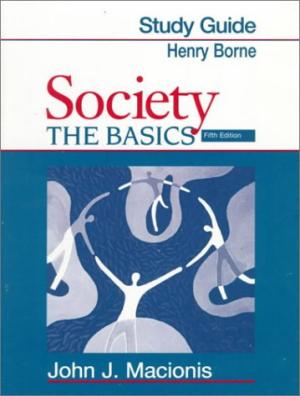 Study Guide
Henry Borne
Society
THE BASICS
Fifth Edition
John J. Macionis